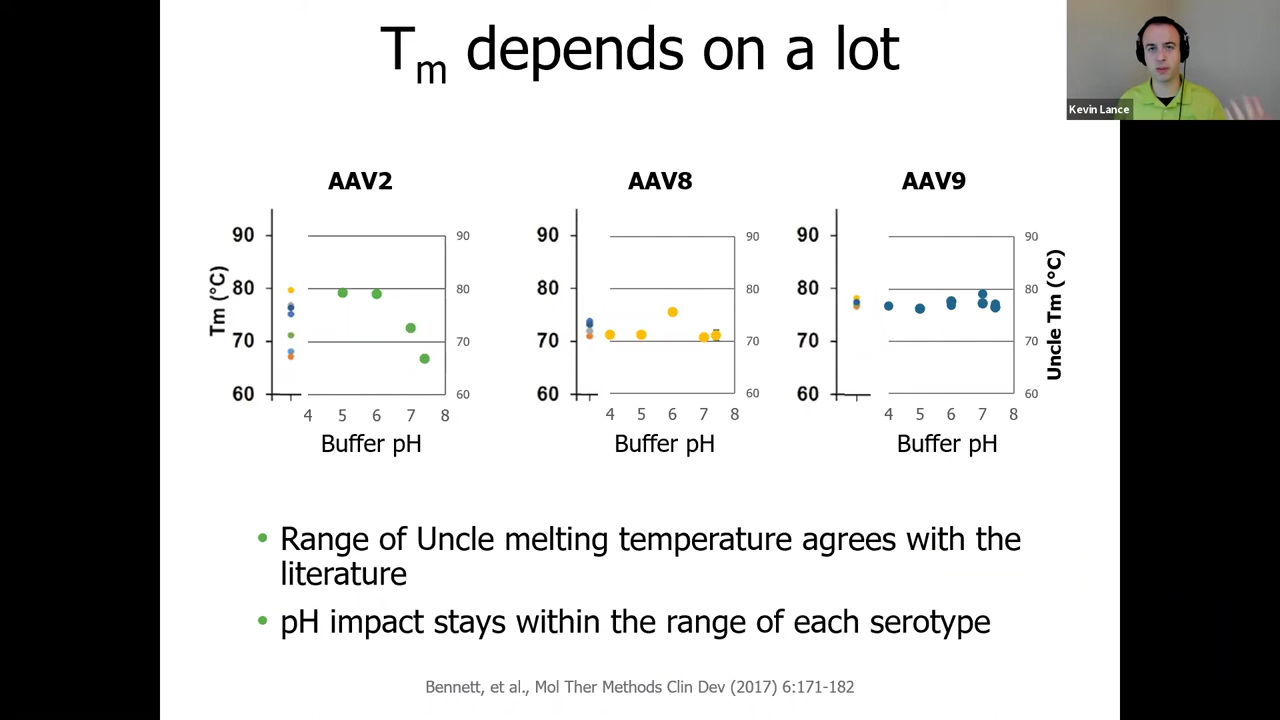 Tm depends on a lot
Kevin Lance
AAV2
AAV8
AAV9
Tm (°C)
90
80
70
60
90
80
70
60
4 5 6 7 8
Buffer pH
90
80
70
60
90
80
70
60
4 5 6 7 8
Buffer pH
90
80
70
60
90
80
70
60
4 5 6 7 8
Buffer pH
Uncle Tm (°C)
• Range of Uncle melting temperature agrees with the
literature
• pH impact stays within the range of each serotype
Bennett, et al., Mol Ther Methods Clin Dev (2017) 6:171-182